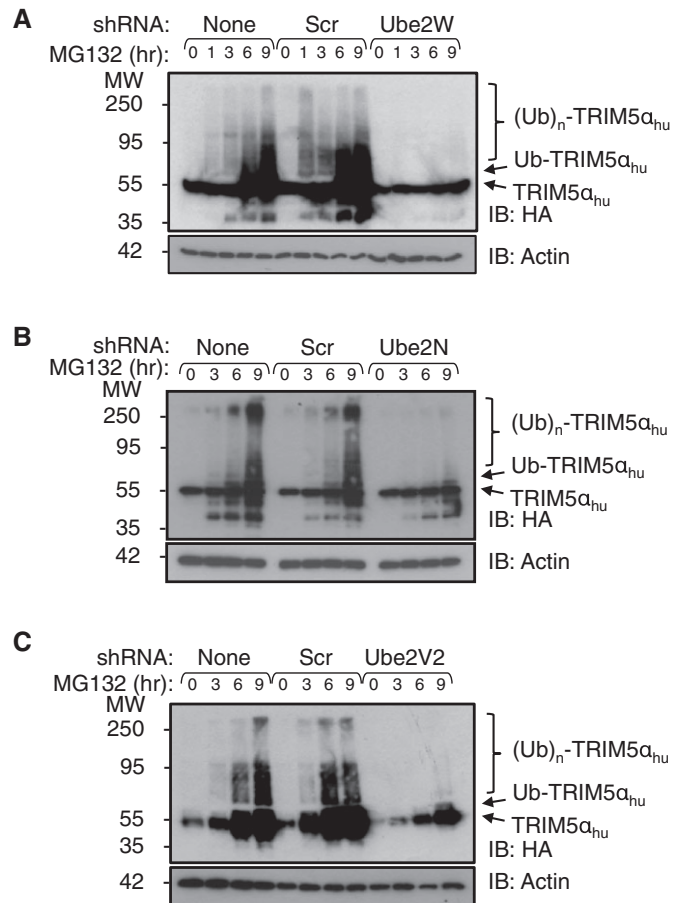 A
shRNA: None Scr Ube2W
MG132 (hr): 0 1 3 6 9 0 1 3 6 9 0 1 3 6 9
MW
250
95
55
35
42
(Ub)n-TRIM5αhu
Ub-TRIM5αhu
TRIM5αhu
IB: HA
IB: Actin
B
shRNA: None Scr Ube2N
MG132 (hr): 0 3 6 9 0 3 6 9 0 3 6 9
MW
250
95
55
35
42
(Ub)n-TRIM5αhu
Ub-TRIM5αhu
TRIM5αhu
IB: HA
IB: Actin
C
shRNA: None Scr Ube2V2
MG132 (hr): 0 3 6 9 0 3 6 9 0 3 6 9
MW
250
95
55
35
42
(Ub)n-TRIM5αhu
Ub-TRIM5αhu
TRIM5αhu
IB: HA
IB: Actin